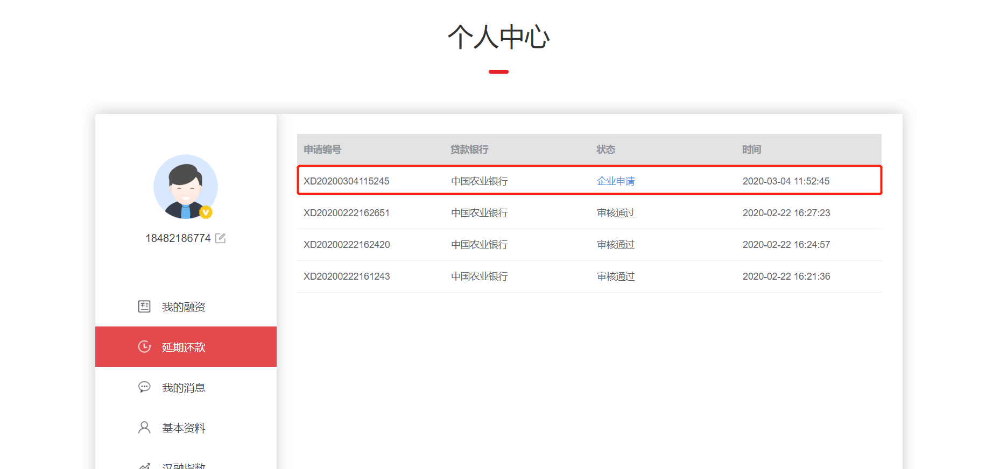 个人中心
18482186774
我的融资
延期还款
我的消息
基本资料
汉融指数
申请编号 贷款银行 状态 时间
XD20200304115245 中国农业银行 企业申请 2020-03-04 11:52:45
XD20200222162651 中国农业银行 审核通过 2020-02-22 16:27:23
XD20200222162420 中国农业银行 审核通过 2020-02-22 16:24:57
XD20200222161243 中国农业银行 审核通过 2020-02-22 16:21:36